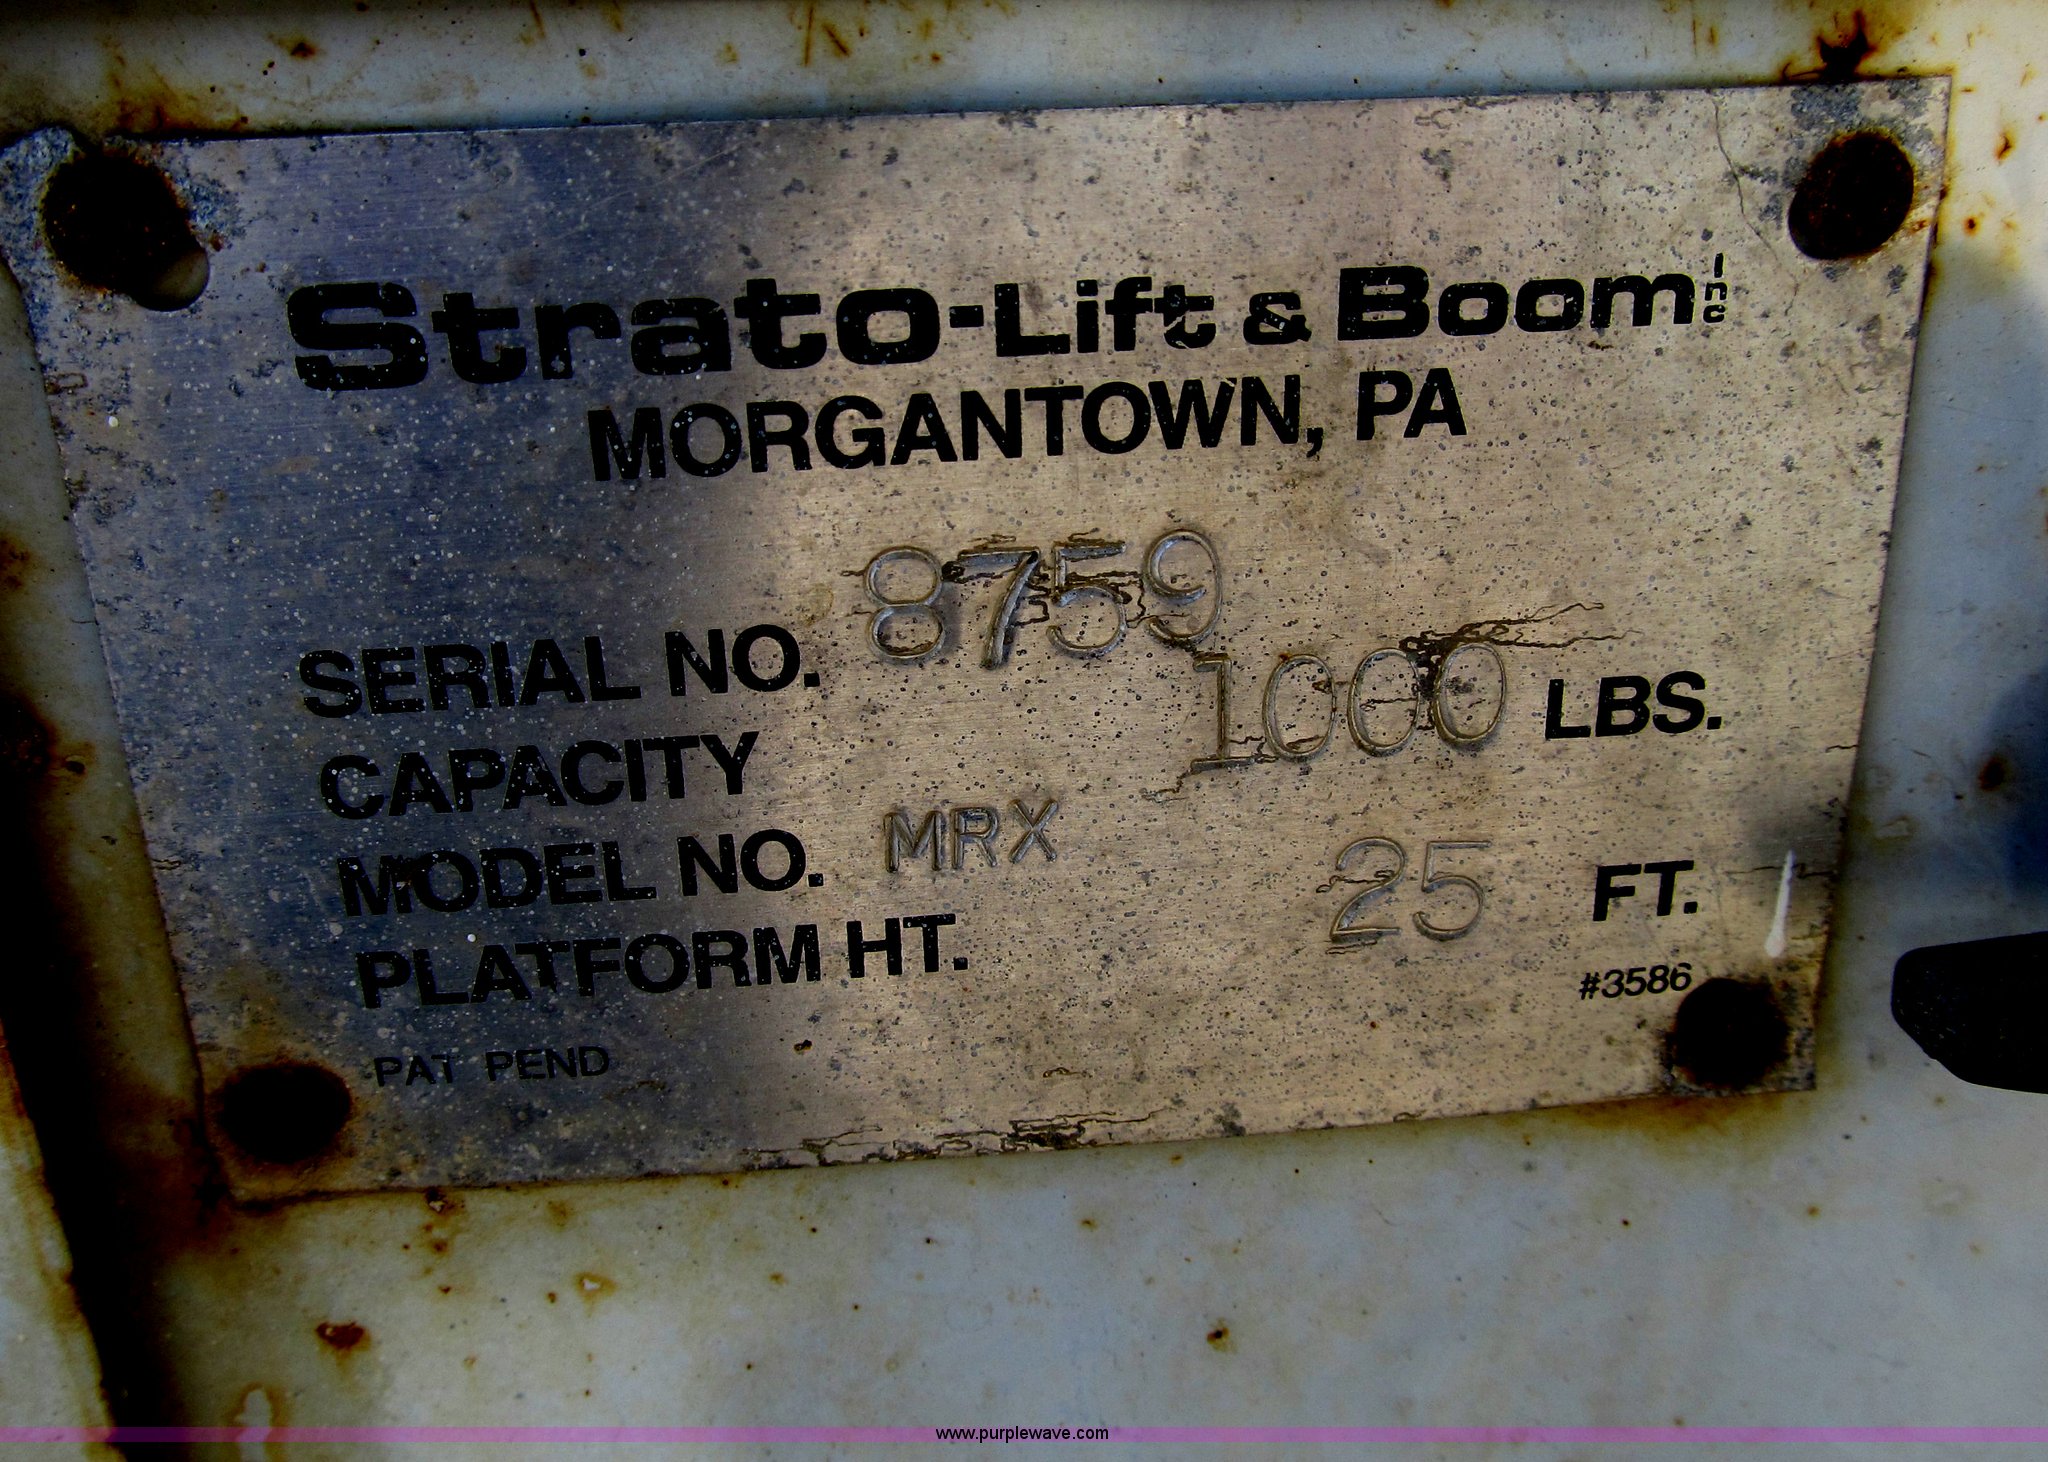 Strato-Lift & Boom Inc
MORGANTOWN, PA
SERIAL NO. 8759
CAPACITY 1000 LBS.
MODEL NO. MRX
PLATFORM HT. 25 FT.
#3586
PAT PEND
www.purplewave.com